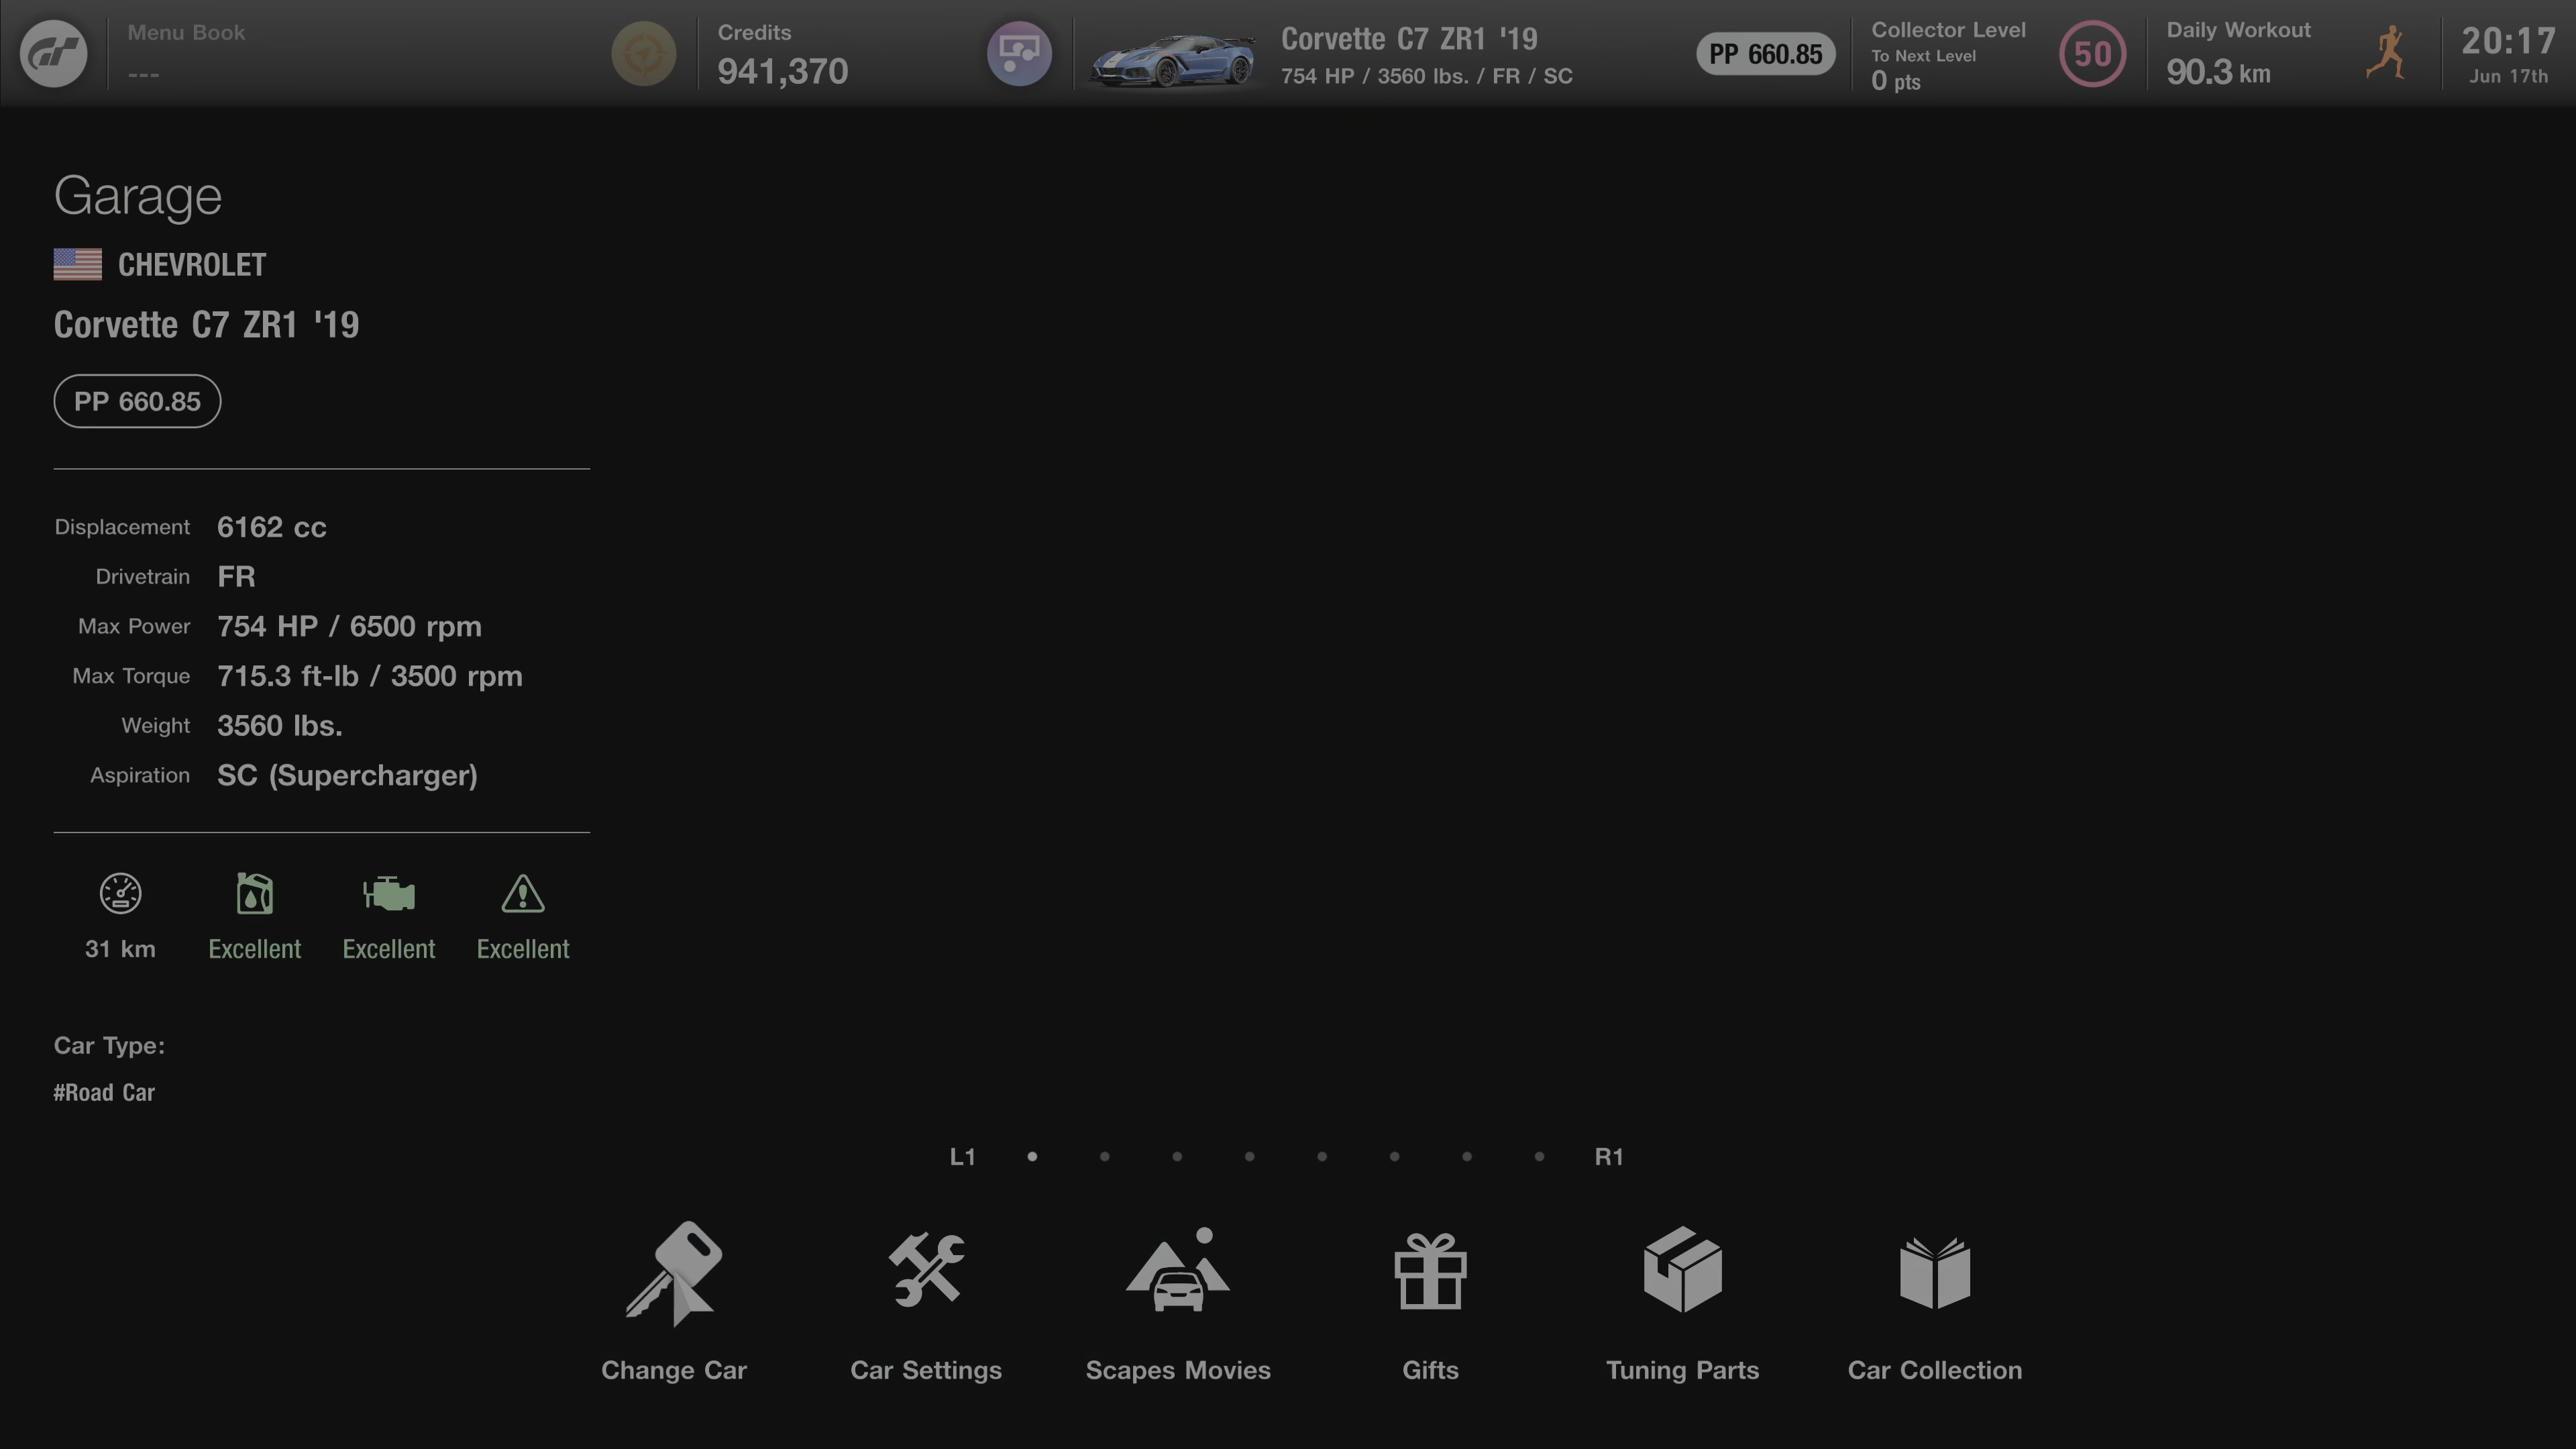 Menu Book
---
Credits
941,370
Corvette C7 ZR1 '19
754 HP / 3560 lbs. / FR / SC
PP 660.85
Collector Level
To Next Level
0 pts
50
Daily Workout
90.3 km
20:17
Jun 17th
Garage
CHEVROLET
Corvette C7 ZR1 '19
PP 660.85
Displacement 6162 cc
Drivetrain FR
Max Power 754 HP / 6500 rpm
Max Torque 715.3 ft-lb / 3500 rpm
Weight 3560 lbs.
Aspiration SC (Supercharger)
31 km Excellent Excellent Excellent
Car Type:
#Road Car
L1 R1
Change Car Car Settings Scapes Movies Gifts Tuning Parts Car Collection